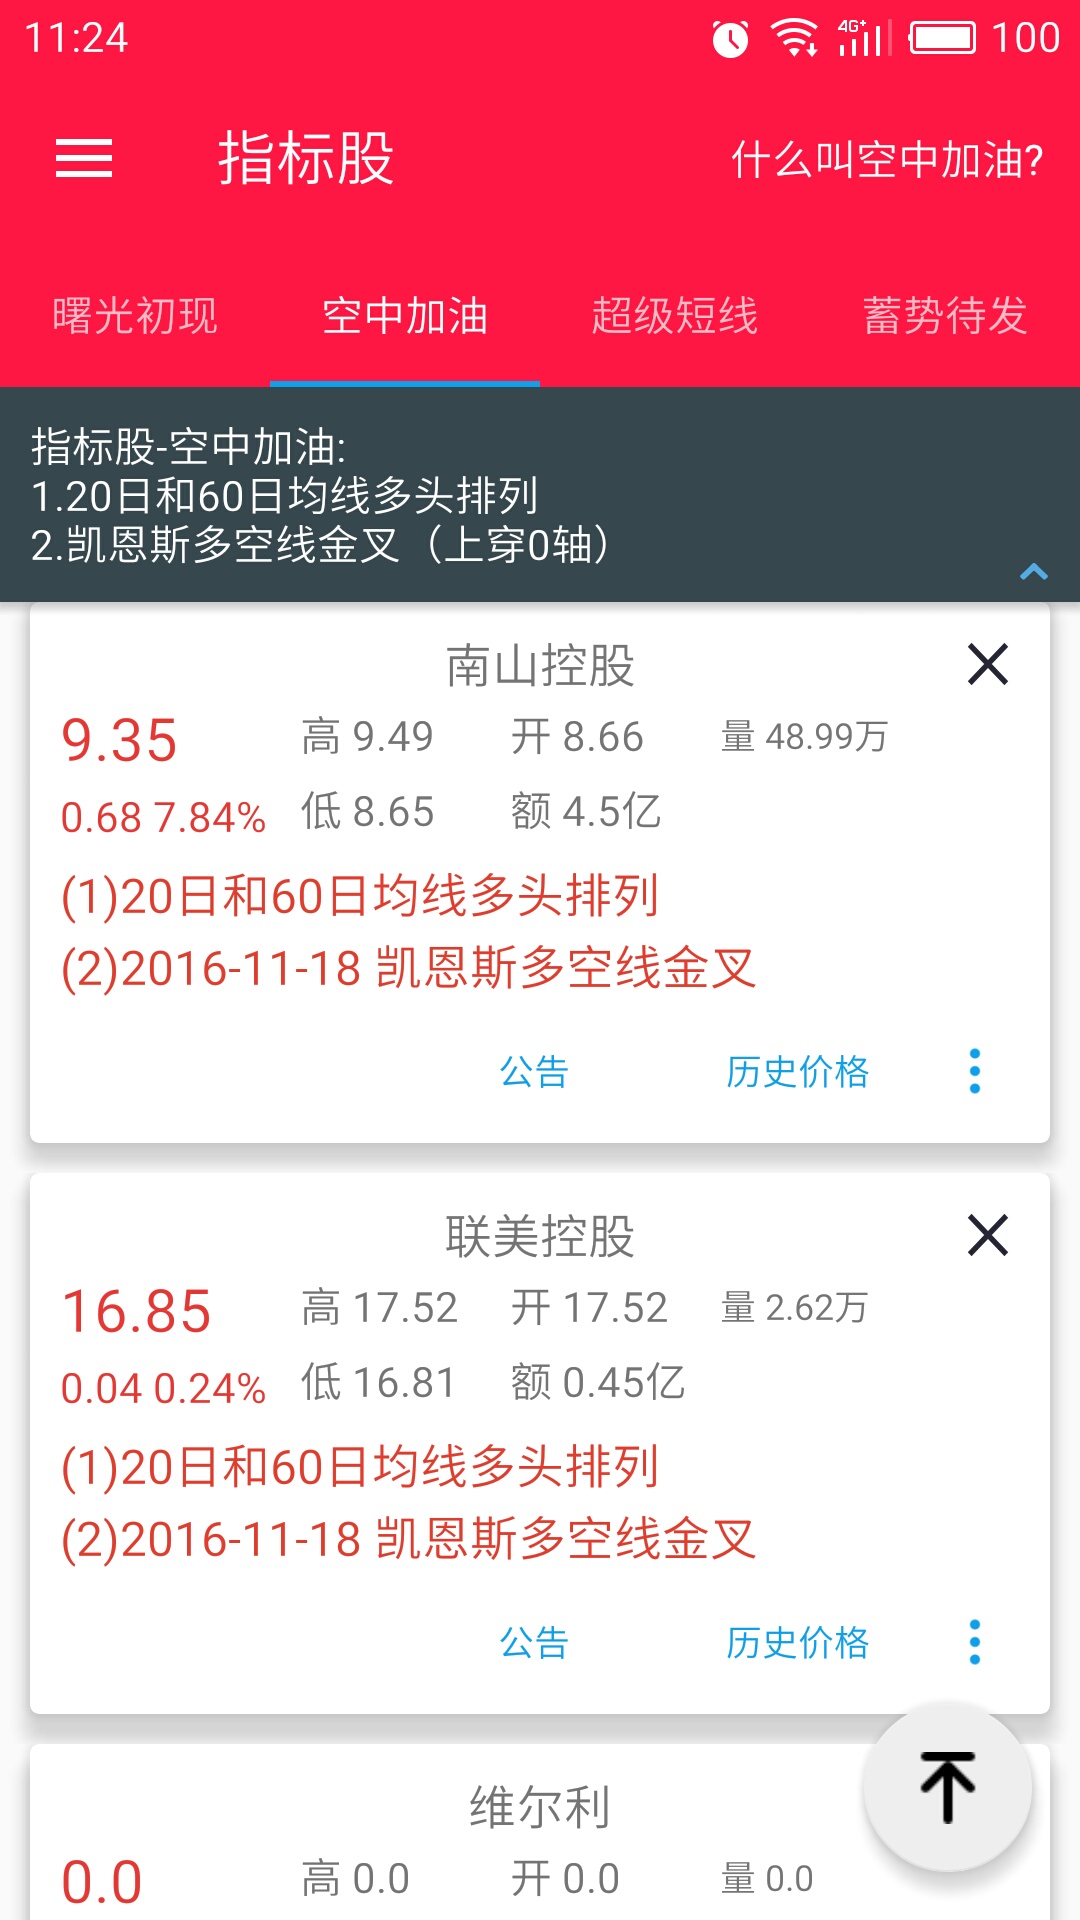 11:24
4G+
100
指标股
什么叫空中加油?
曙光初现 空中加油 超级短线 蓄势待发
指标股-空中加油:
1.20日和60日均线多头排列
2.凯恩斯多空线金叉（上穿0轴）
南山控股
9.35 高 9.49 开 8.66 量 48.99万
0.68 7.84% 低 8.65 额 4.5亿
(1)20日和60日均线多头排列
(2)2016-11-18 凯恩斯多空线金叉
公告 历史价格
联美控股
16.85 高 17.52 开 17.52 量 2.62万
0.04 0.24% 低 16.81 额 0.45亿
(1)20日和60日均线多头排列
(2)2016-11-18 凯恩斯多空线金叉
公告 历史价格
维尔利
0.0 高 0.0 开 0.0 量 0.0